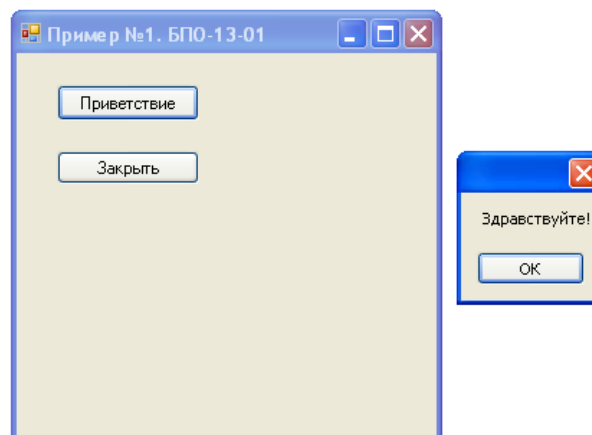 Пример №1. БПО-13-01
Приветствие
Закрыть
Здравствуйте!
ОК